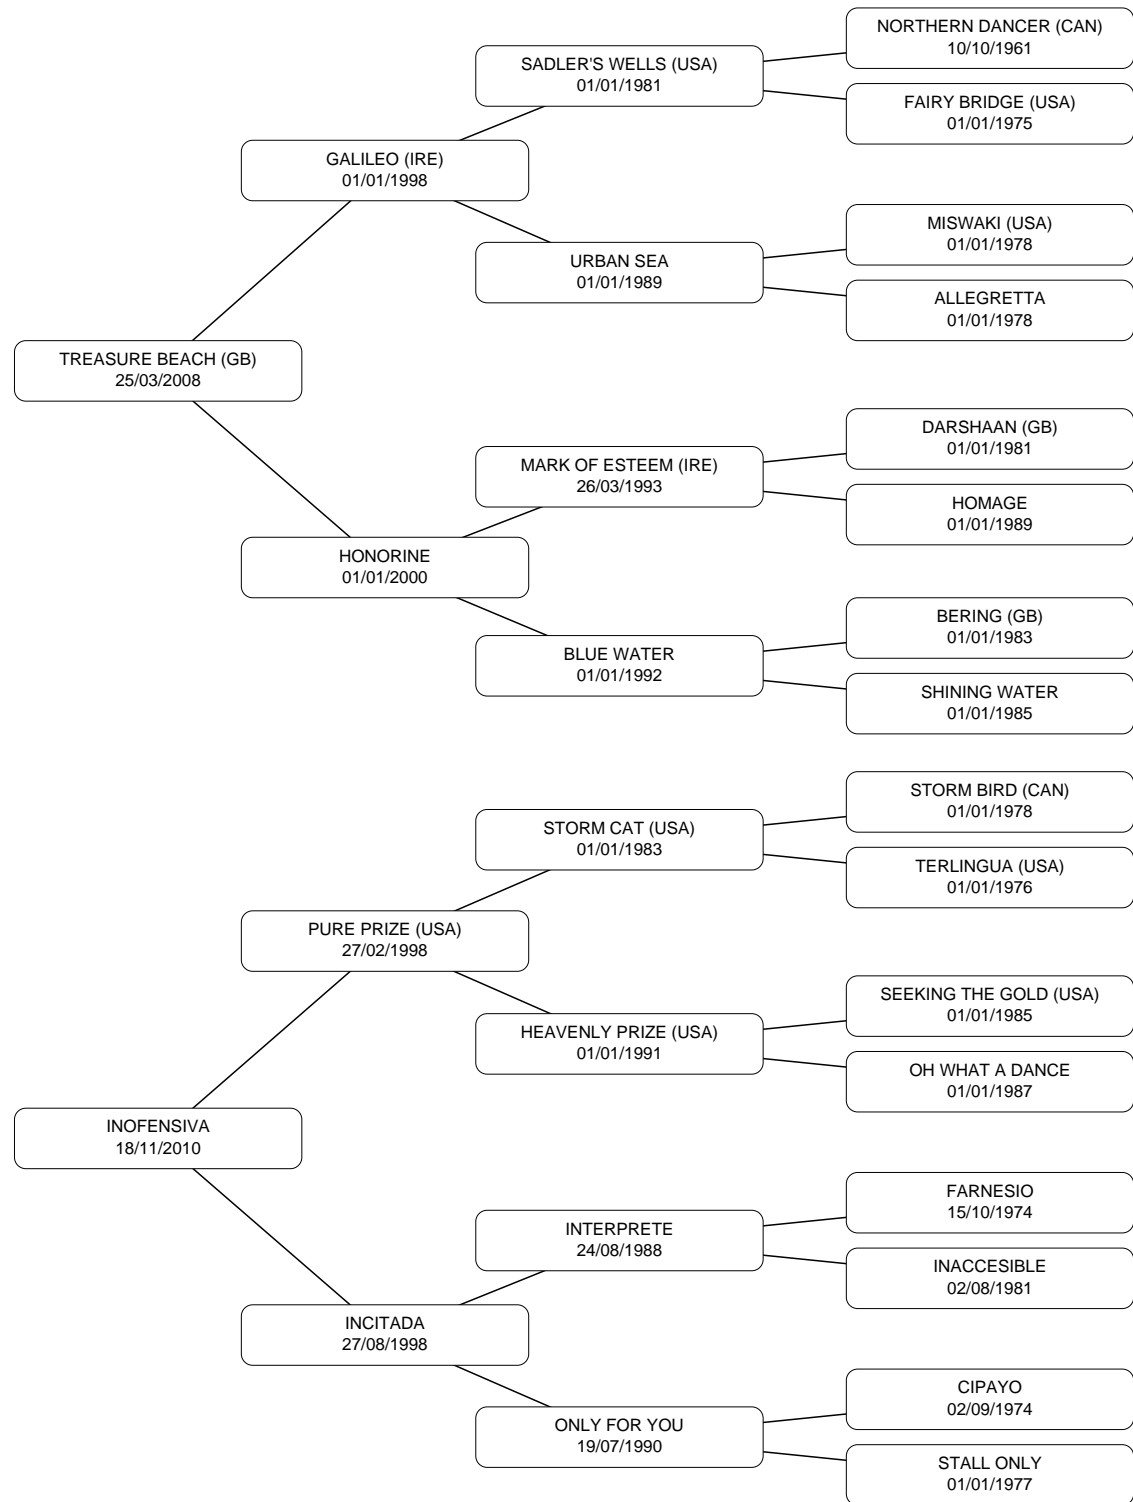 NORTHERN DANCER (CAN)
10/10/1961
SADLER'S WELLS (USA)
01/01/1981
FAIRY BRIDGE (USA)
01/01/1975
GALILEO (IRE)
01/01/1998
MISWAKI (USA)
01/01/1978
URBAN SEA
01/01/1989
ALLEGRETTA
01/01/1978
TREASURE BEACH (GB)
25/03/2008
DARSHAAN (GB)
01/01/1981
MARK OF ESTEEM (IRE)
26/03/1993
HOMAGE
01/01/1989
HONORINE
01/01/2000
BERING (GB)
01/01/1983
BLUE WATER
01/01/1992
SHINING WATER
01/01/1985
STORM BIRD (CAN)
01/01/1978
STORM CAT (USA)
01/01/1983
TERLINGUA (USA)
01/01/1976
PURE PRIZE (USA)
27/02/1998
SEEKING THE GOLD (USA)
01/01/1985
HEAVENLY PRIZE (USA)
01/01/1991
OH WHAT A DANCE
01/01/1987
INOFENSIVA
18/11/2010
FARNESIO
15/10/1974
INTERPRETE
24/08/1988
INACCESIBLE
02/08/1981
INCITADA
27/08/1998
CIPAYO
02/09/1974
ONLY FOR YOU
19/07/1990
STALL ONLY
01/01/1977